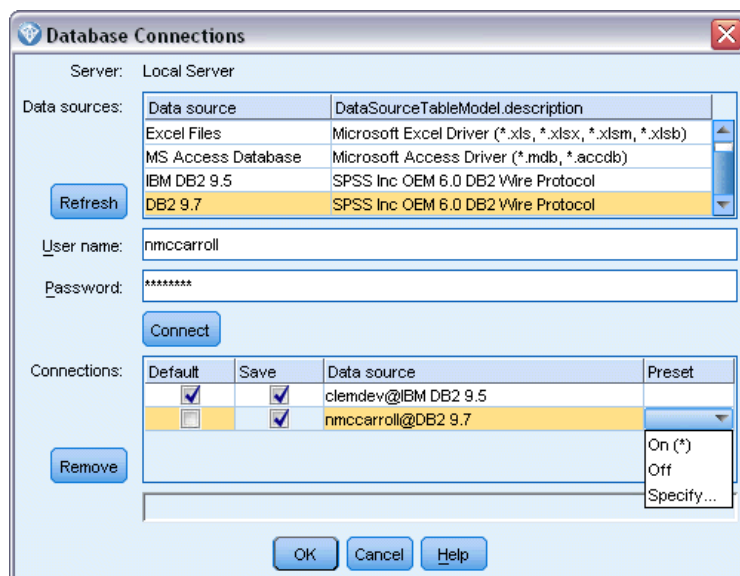 Database Connections
Server: Local Server
Data sources: Data source DataSourceTableModel.description
Excel Files Microsoft Excel Driver (*.xls, *.xlsx, *.xlsm, *.xlsb)
MS Access Database Microsoft Access Driver (*.mdb, *.accdb)
IBM DB2 9.5 SPSS Inc OEM 6.0 DB2 Wire Protocol
Refresh DB2 9.7 SPSS Inc OEM 6.0 DB2 Wire Protocol
User name: nmccarroll
Password: ********
Connect
Connections: Default Save Data source Preset
clemdev@IBM DB2 9.5
nmccarroll@DB2 9.7
On (*)
Remove Off
Specify...
OK Cancel Help